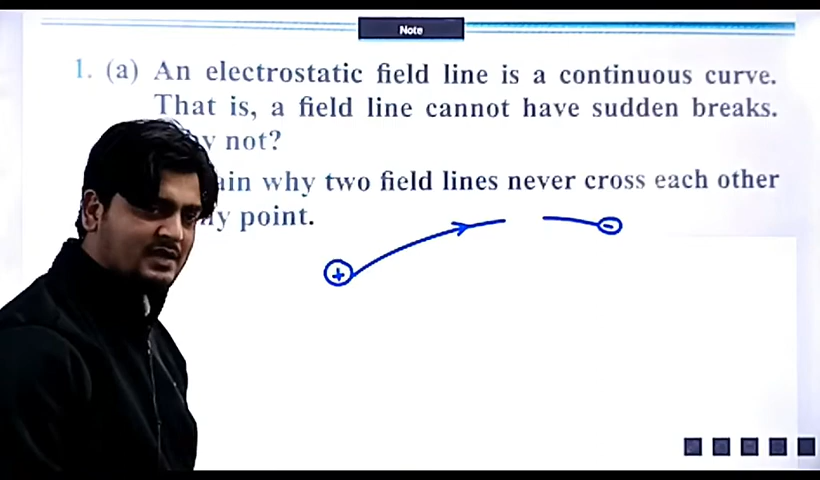 Note
1. (a) An electrostatic field line is a continuous curve.
That is, a field line cannot have sudden breaks.
not?
why two field lines never cross each other
point.
+
-